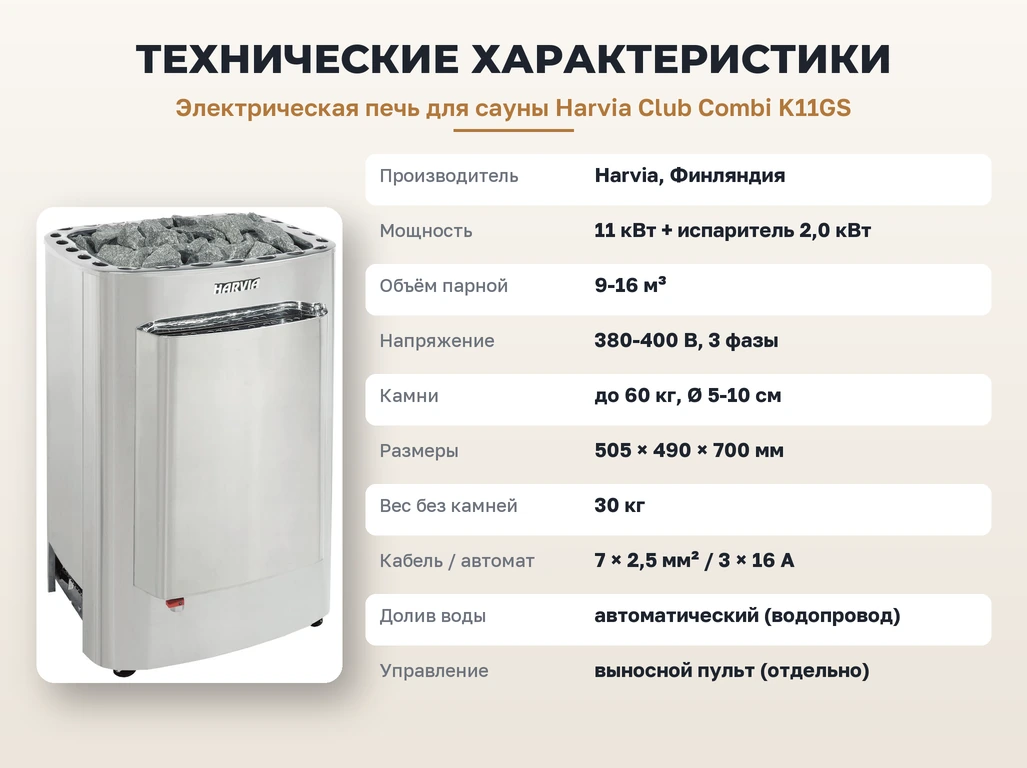 ТЕХНИЧЕСКИЕ ХАРАКТЕРИСТИКИ
Электрическая печь для сауны Harvia Club Combi K11GS
Производитель Harvia, Финляндия
Мощность 11 кВт + испаритель 2,0 кВт
Объём парной 9-16 м³
Напряжение 380-400 В, 3 фазы
Камни до 60 кг, Ø 5-10 см
Размеры 505 × 490 × 700 мм
Вес без камней 30 кг
Кабель / автомат 7 × 2,5 мм² / 3 × 16 А
Долив воды автоматический (водопровод)
Управление выносной пульт (отдельно)
HARVIA